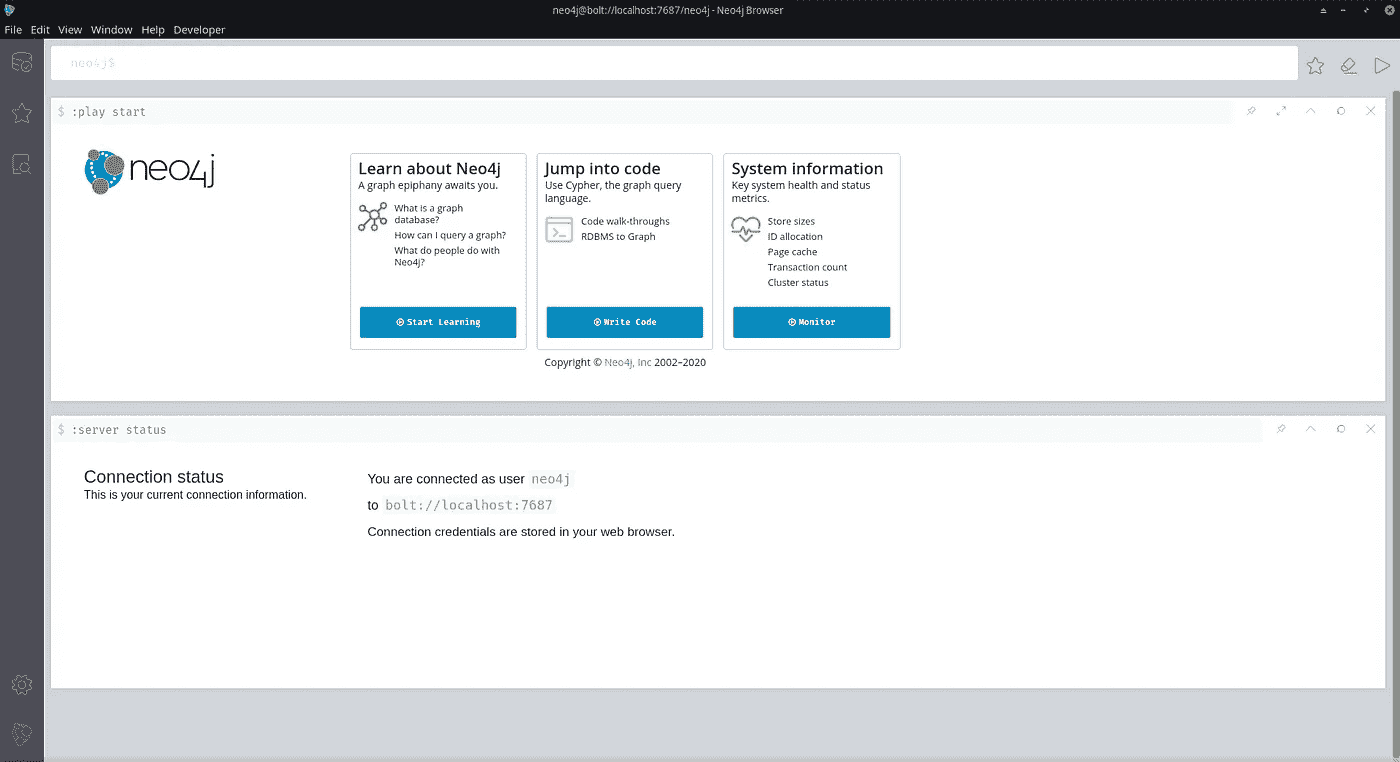 neo4j@bolt://localhost:7687/neo4j - Neo4j Browser
File Edit View Window Help Developer
neo4j$
$ :play start
neo4j
Learn about Neo4j
A graph epiphany awaits you.
What is a graph
database?
How can I query a graph?
What do people do with
Neo4j?
Start Learning
Jump into code
Use Cypher, the graph query
language.
Code walk-throughs
RDBMS to Graph
Write Code
System information
Key system health and status
metrics.
Store sizes
ID allocation
Page cache
Transaction count
Cluster status
Monitor
Copyright © Neo4j, Inc 2002–2020
$ :server status
Connection status
This is your current connection information.
You are connected as user neo4j
to bolt://localhost:7687
Connection credentials are stored in your web browser.